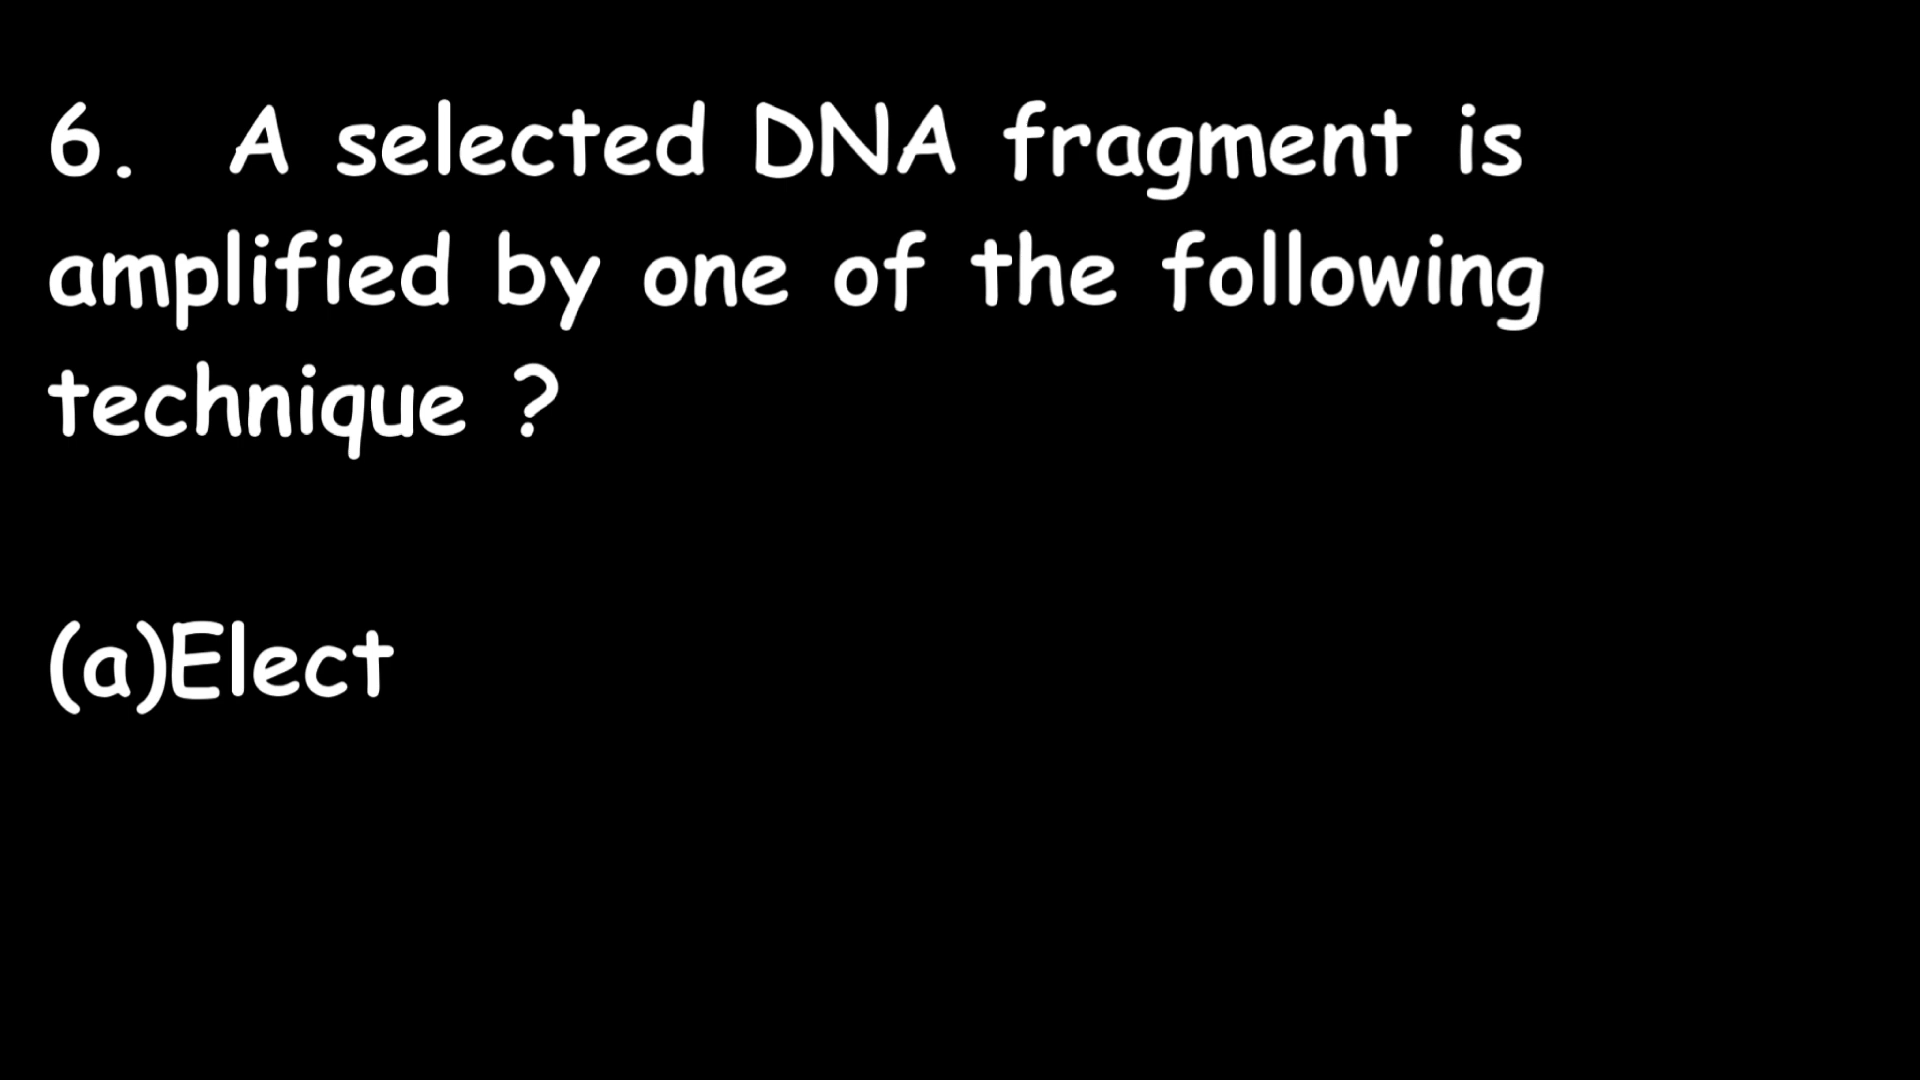 6. A selected DNA fragment is
amplified by one of the following
technique ?
(a)Elect